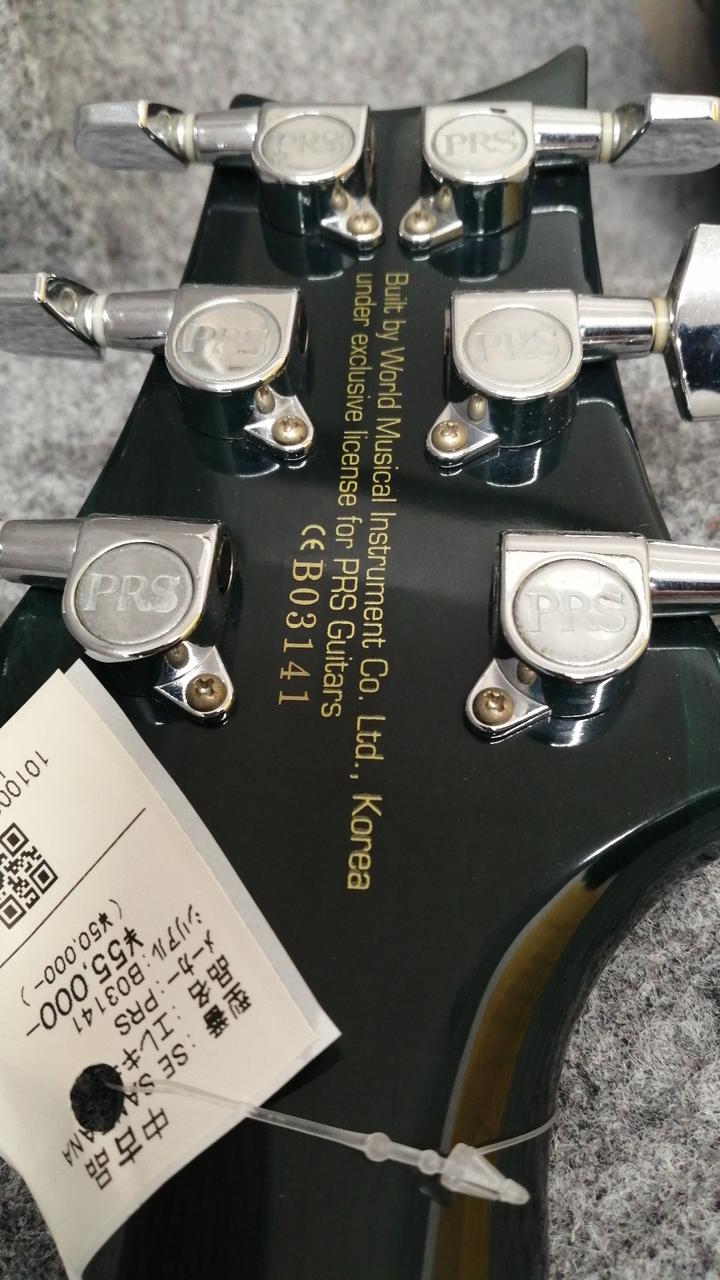 PRS
PRS
PRS
PRS
PRS
PRS
Built by World Musical Instrument Co. Ltd., Korea
under exclusive license for PRS Guitars
CE B03141
中古品
型番 : SE SA ANA
品名 : エレキ
メーカー : PRS
シリアル : B03141
¥55,000-
(¥50,000-)